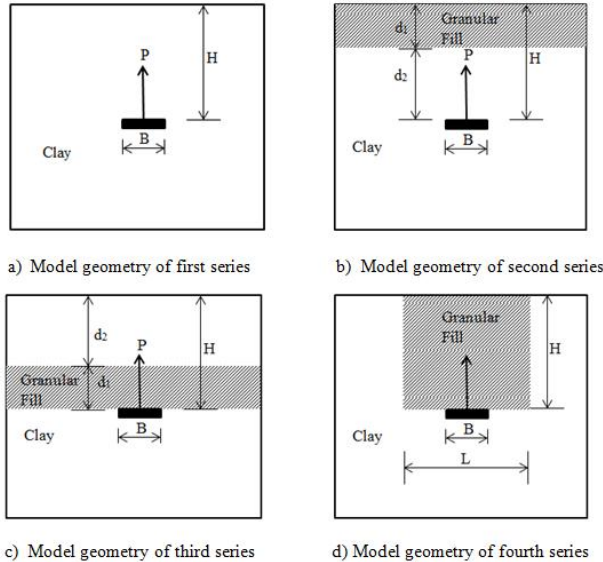 P
H
Clay
B
a) Model geometry of first series
d1
Granular
Fill
P
H
d2
Clay
B
b) Model geometry of second series
d2
P
H
Granular
Fill
d1
Clay
B
c) Model geometry of third series
Granular
Fill
H
Clay
B
L
d) Model geometry of fourth series